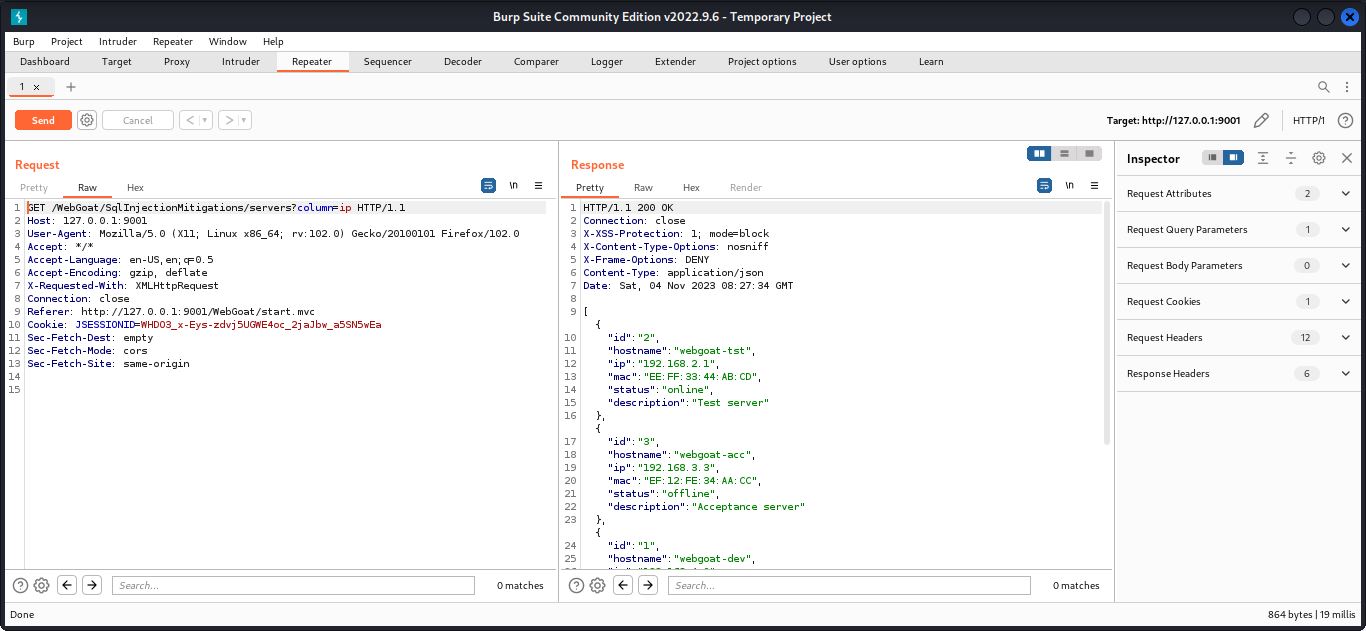 Burp Suite Community Edition v2022.9.6 - Temporary Project
Burp Project Intruder Repeater Window Help
Dashboard Target Proxy Intruder Repeater Sequencer Decoder Comparer Logger Extender Project options User options Learn
1 × +
Send Cancel < > Target: http://127.0.0.1:9001 HTTP/1 ?
Request
Pretty Raw Hex \n
1 GET /WebGoat/SqlInjectionMitigations/servers?column=ip HTTP/1.1
2 Host: 127.0.0.1:9001
3 User-Agent: Mozilla/5.0 (X11; Linux x86_64; rv:102.0) Gecko/20100101 Firefox/102.0
4 Accept: */*
5 Accept-Language: en-US,en;q=0.5
6 Accept-Encoding: gzip, deflate
7 X-Requested-With: XMLHttpRequest
8 Connection: close
9 Referer: http://127.0.0.1:9001/WebGoat/start.mvc
10 Cookie: JSESSIONID=WHDO3_x-Eys-zdvj5UGWE4oc_2jaJbw_a5SN5wEa
11 Sec-Fetch-Dest: empty
12 Sec-Fetch-Mode: cors
13 Sec-Fetch-Site: same-origin
14
15
Search... 0 matches
Response
Pretty Raw Hex Render \n
1 HTTP/1.1 200 OK
2 Connection: close
3 X-XSS-Protection: 1; mode=block
4 X-Content-Type-Options: nosniff
5 X-Frame-Options: DENY
6 Content-Type: application/json
7 Date: Sat, 04 Nov 2023 08:27:34 GMT
8
9 [
{
10 "id":"2",
11 "hostname":"webgoat-tst",
12 "ip":"192.168.2.1",
13 "mac":"EE:FF:33:44:AB:CD",
14 "status":"online",
15 "description":"Test server"
16 },
{
17 "id":"3",
18 "hostname":"webgoat-acc",
19 "ip":"192.168.3.3",
20 "mac":"EF:12:FE:34:AA:CC",
21 "status":"offline",
22 "description":"Acceptance server"
23 },
{
24 "id":"1",
25 "hostname":"webgoat-dev",
Search... 0 matches
Inspector
Request Attributes 2
Request Query Parameters 1
Request Body Parameters 0
Request Cookies 1
Request Headers 12
Response Headers 6
Done 864 bytes | 19 millis